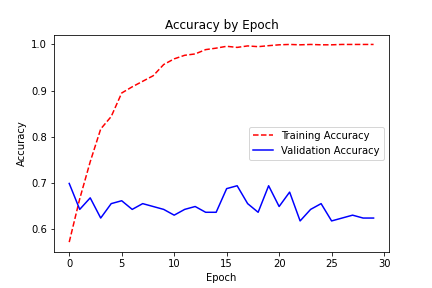 Accuracy by Epoch
1.0
0.9
0.8
0.7
0.6
Accuracy
Training Accuracy
Validation Accuracy
0 5 10 15 20 25 30
Epoch